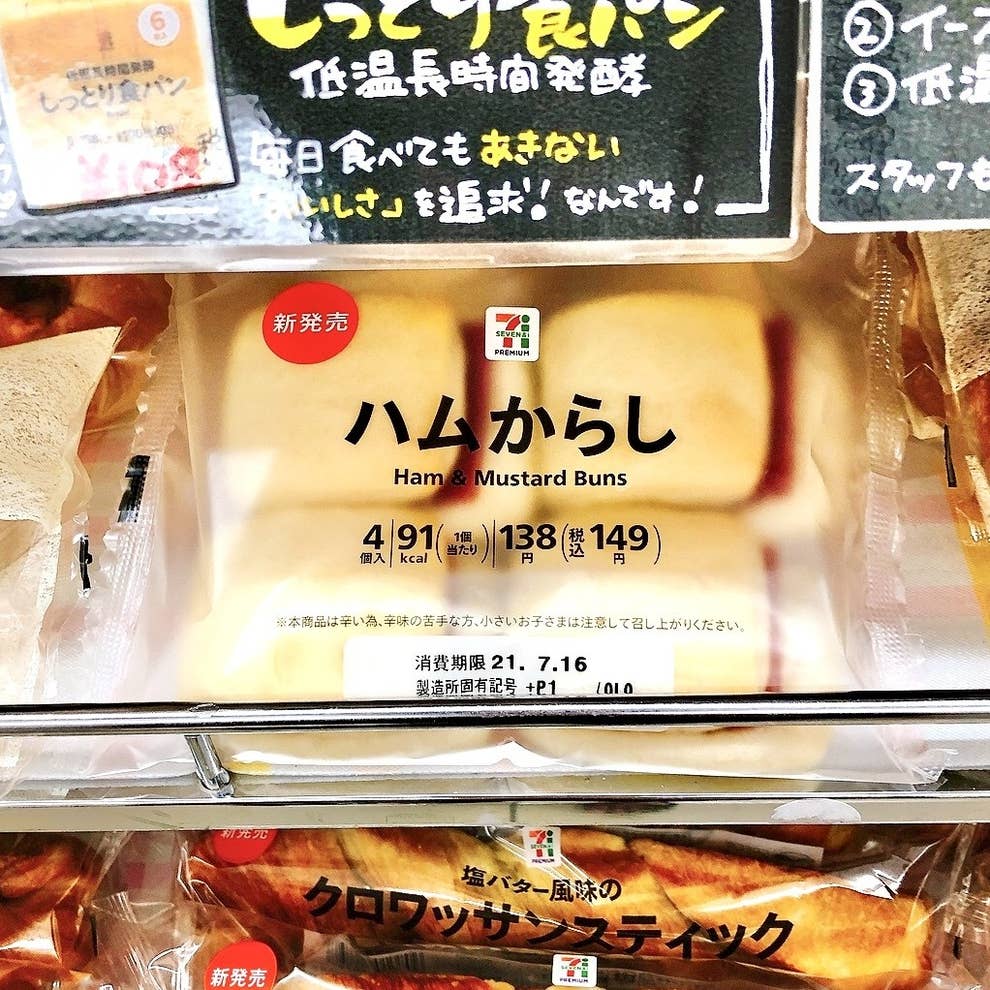 しっとり食パン
低温長時間発酵
毎日食べてもあきない
「おいしさ」を追求!なんです!
6
しっとり食パン
②イース
③低温
スタッフも
新発売
SEVEN&i
PREMIUM
ハムからし
Ham & Mustard Buns
4個入 91kcal(1個当たり) 138円(税込149円)
※本商品は辛い為、辛味の苦手な方、小さいお子さまは注意して召し上がりください。
消費期限 21. 7.16
製造所固有記号 +P1
新発売
SEVEN&i
PREMIUM
塩バター風味の
クロワッサンスティック
新発売
SEVEN&i
PREMIUM